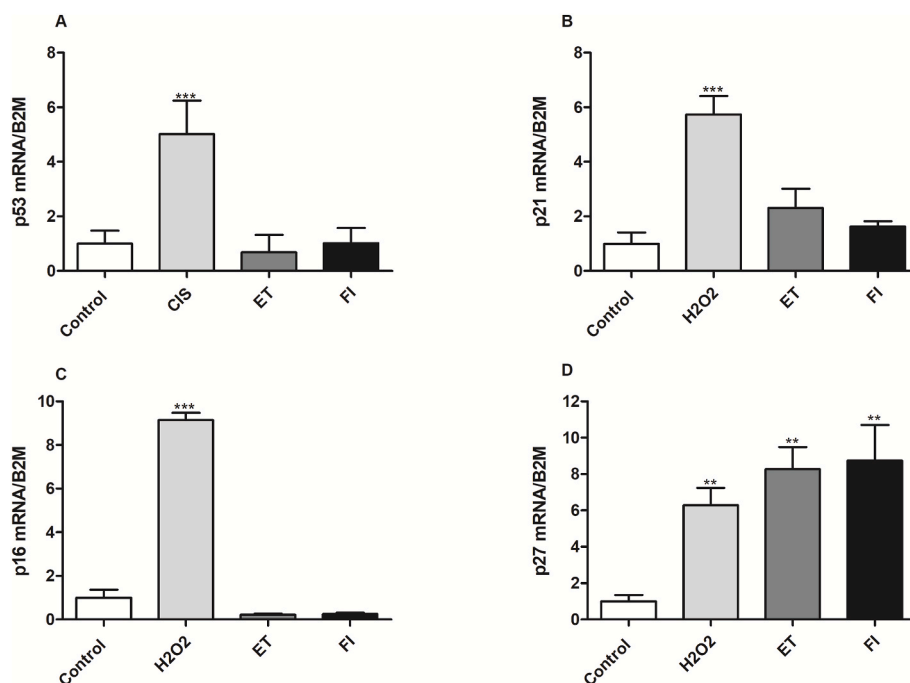 A
p53 mRNA/B2M
8
6
4
2
0
***
Control
CIS
ET
FI
B
p21 mRNA/B2M
8
6
4
2
0
***
Control
H2O2
ET
FI
C
p16 mRNA/B2M
10
8
6
4
2
0
***
Control
H2O2
ET
FI
D
p27 mRNA/B2M
12
10
8
6
4
2
0
**
**
**
Control
H2O2
ET
FI